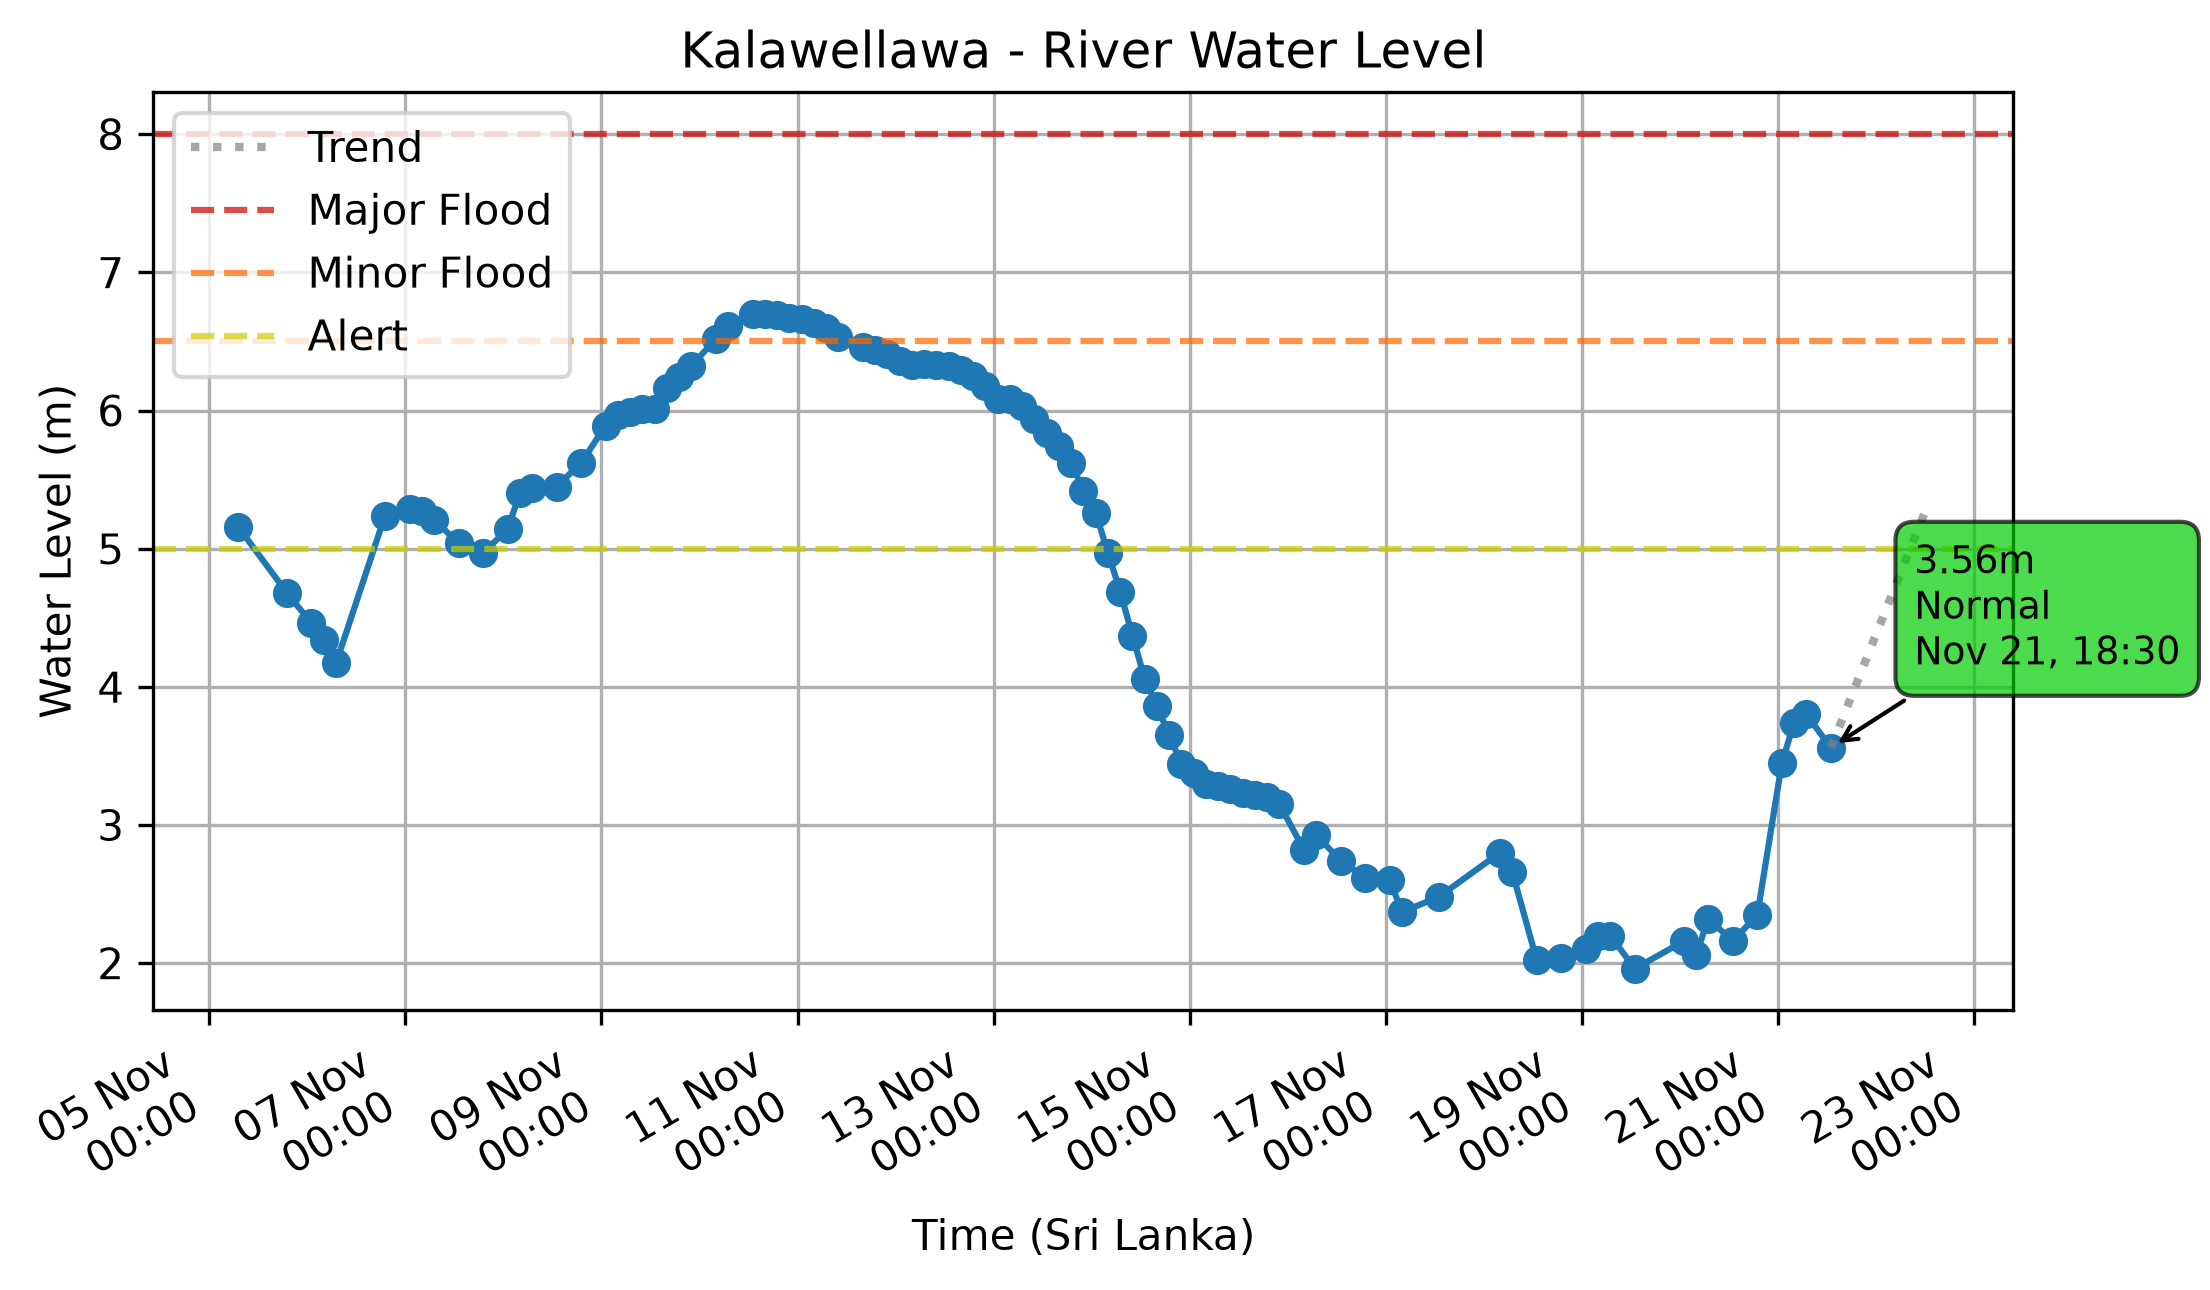 Kalawellawa - River Water Level
Trend
Major Flood
Minor Flood
Alert
8
7
6
5
4
3
2
Water Level (m)
3.56m
Normal
Nov 21, 18:30
05 Nov
00:00
07 Nov
00:00
09 Nov
00:00
11 Nov
00:00
13 Nov
00:00
15 Nov
00:00
17 Nov
00:00
19 Nov
00:00
21 Nov
00:00
23 Nov
00:00
Time (Sri Lanka)